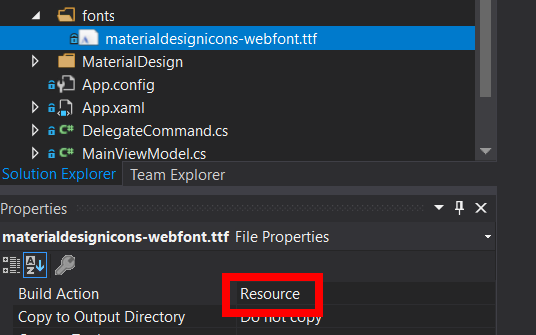 fonts
materialdesignicons-webfont.ttf
MaterialDesign
App.config
App.xaml
C# DelegateCommand.cs
C# MainViewModel.cs
Solution Explorer Team Explorer
Properties
materialdesignicons-webfont.ttf File Properties
Build Action Resource
Copy to Output Directory Do not copy